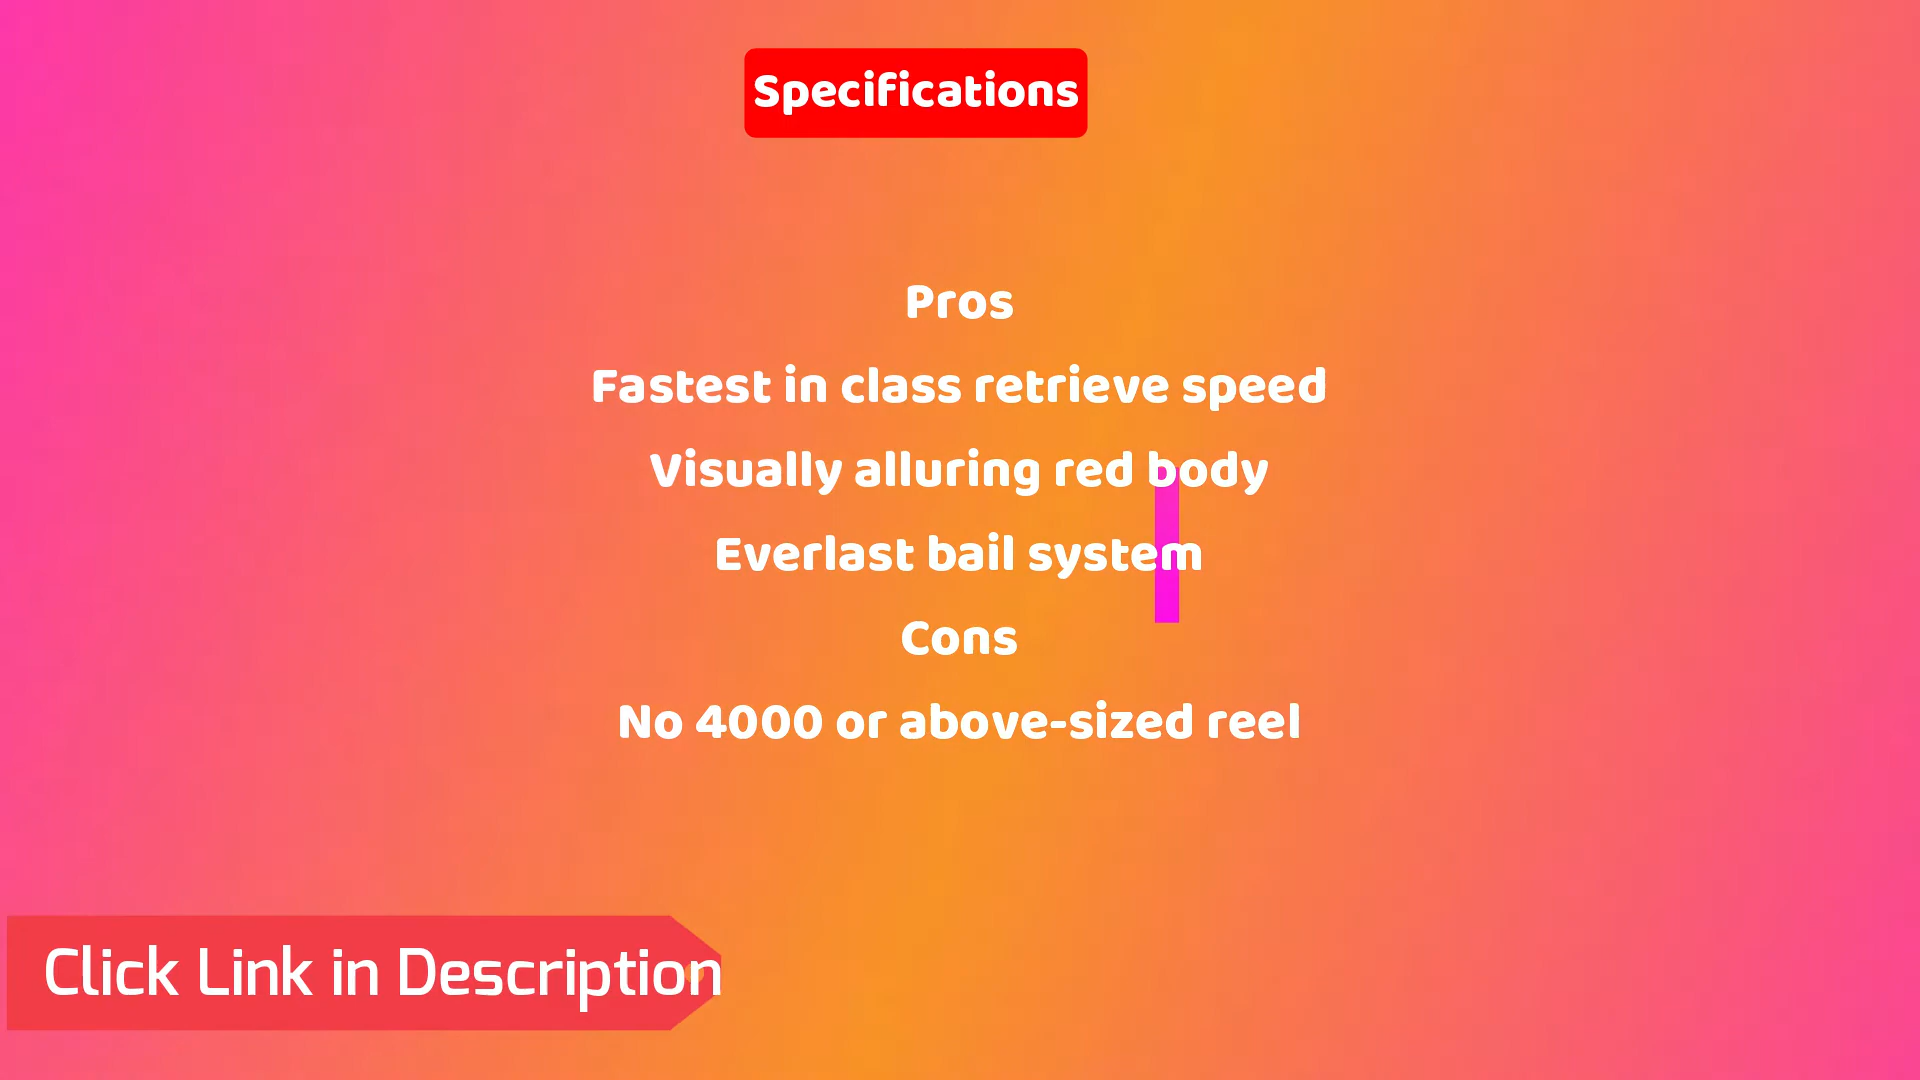 Specifications
Pros
Fastest in class retrieve speed
Visually alluring red body
Everlast bail system
Cons
No 4000 or above-sized reel
Click Link in Description